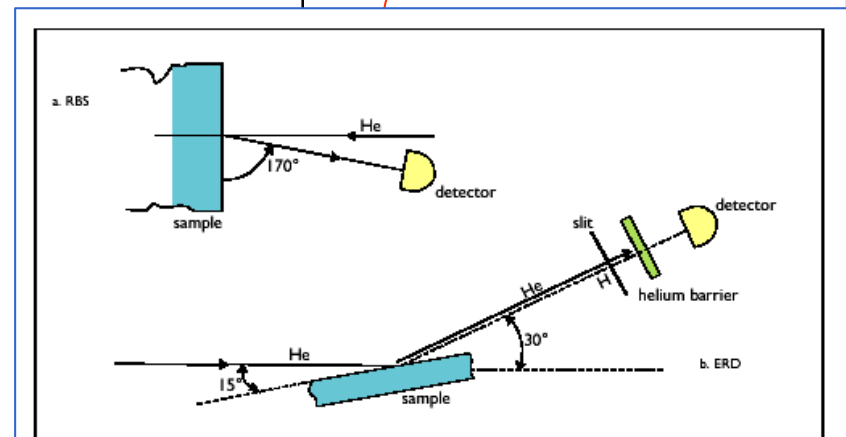 a. RBS
He
170°
detector
sample
detector
slit
He
H
helium barrier
30°
He
15°
b. ERD
sample